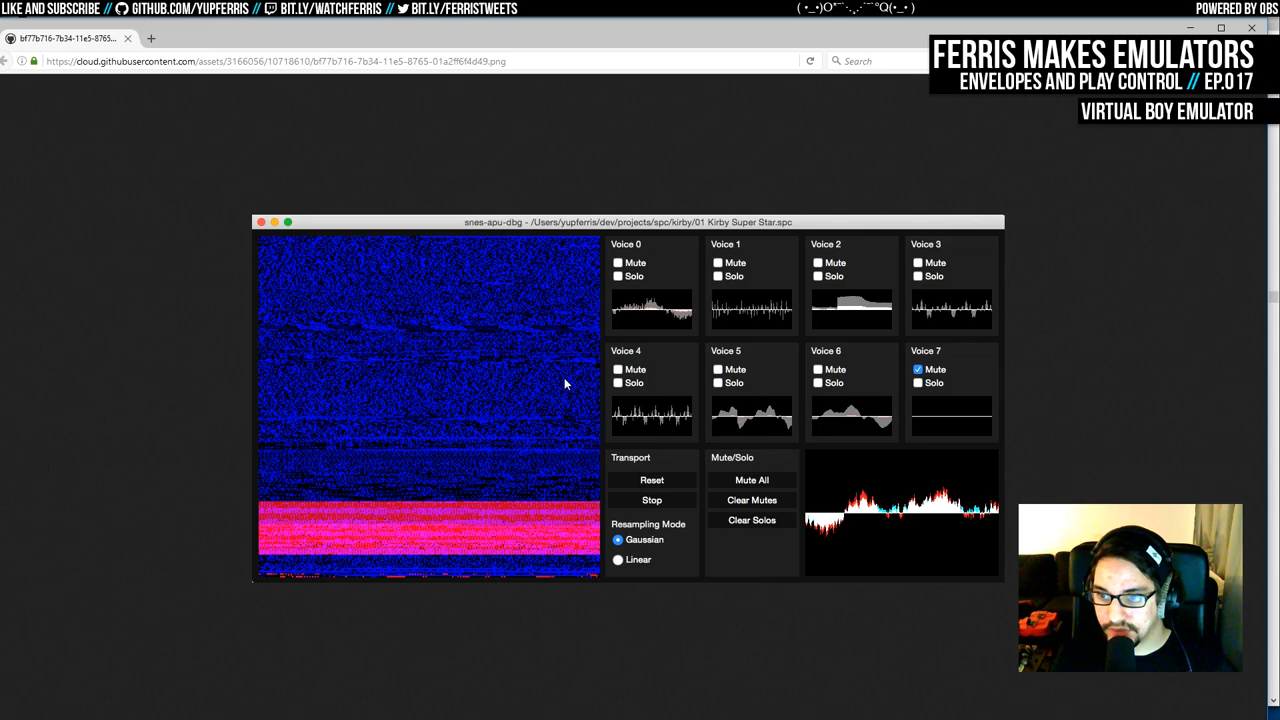 LIKE AND SUBSCRIBE // GITHUB.COM/YUPFERRIS // BIT.LY/WATCHFERRIS // BIT.LY/FERRISTWEETS
POWERED BY OBS
bf77b716-7b34-11e5-8765...
https://cloud.githubusercontent.com/assets/3166056/10718610/bf77b716-7b34-11e5-8765-01a2ff6f4d49.png
Search
FERRIS MAKES EMULATORS
ENVELOPES AND PLAY CONTROL // EP.017
VIRTUAL BOY EMULATOR
snes-apu-dbg - /Users/yupferris/dev/projects/spc/kirby/01 Kirby Super Star.spc
Voice 0
Mute
Solo
Voice 1
Mute
Solo
Voice 2
Mute
Solo
Voice 3
Mute
Solo
Voice 4
Mute
Solo
Voice 5
Mute
Solo
Voice 6
Mute
Solo
Voice 7
Mute
Solo
Transport
Reset
Stop
Resampling Mode
Gaussian
Linear
Mute/Solo
Mute All
Clear Mutes
Clear Solos